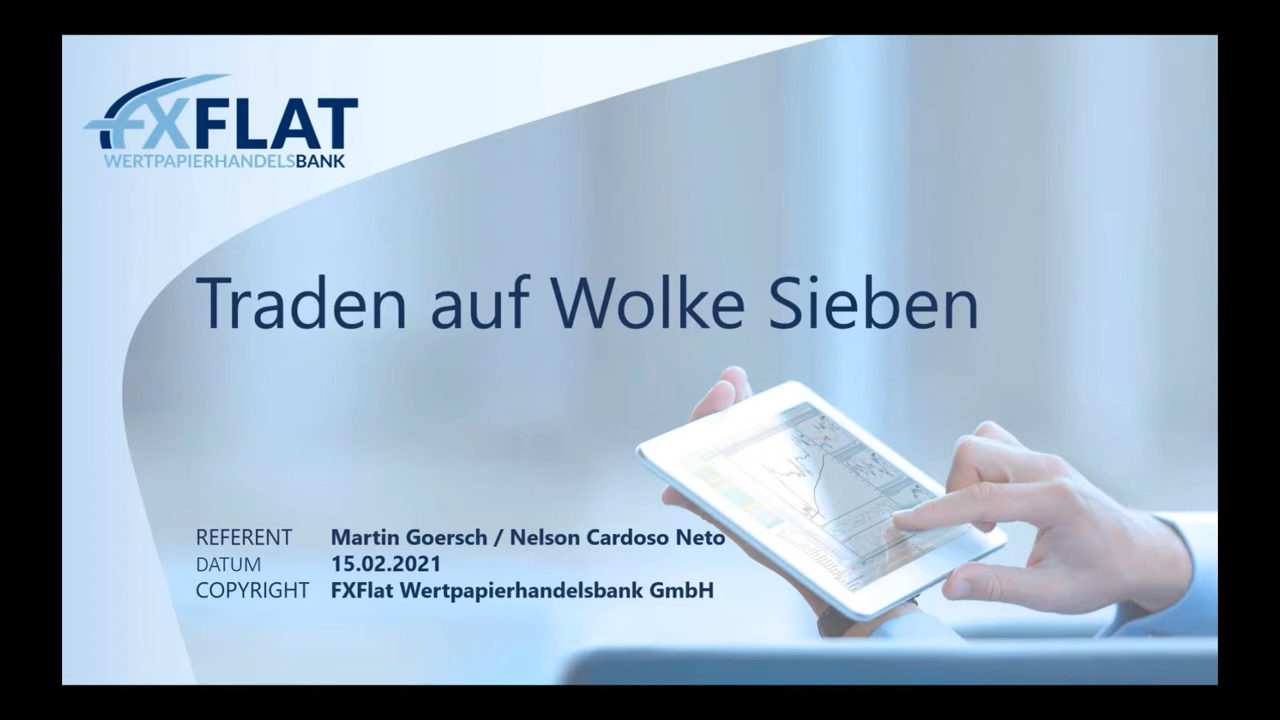 FXFLAT
WERTPAPIERHANDELSBANK
Traden auf Wolke Sieben
REFERENT Martin Goersch / Nelson Cardoso Neto
DATUM 15.02.2021
COPYRIGHT FXFlat Wertpapierhandelsbank GmbH